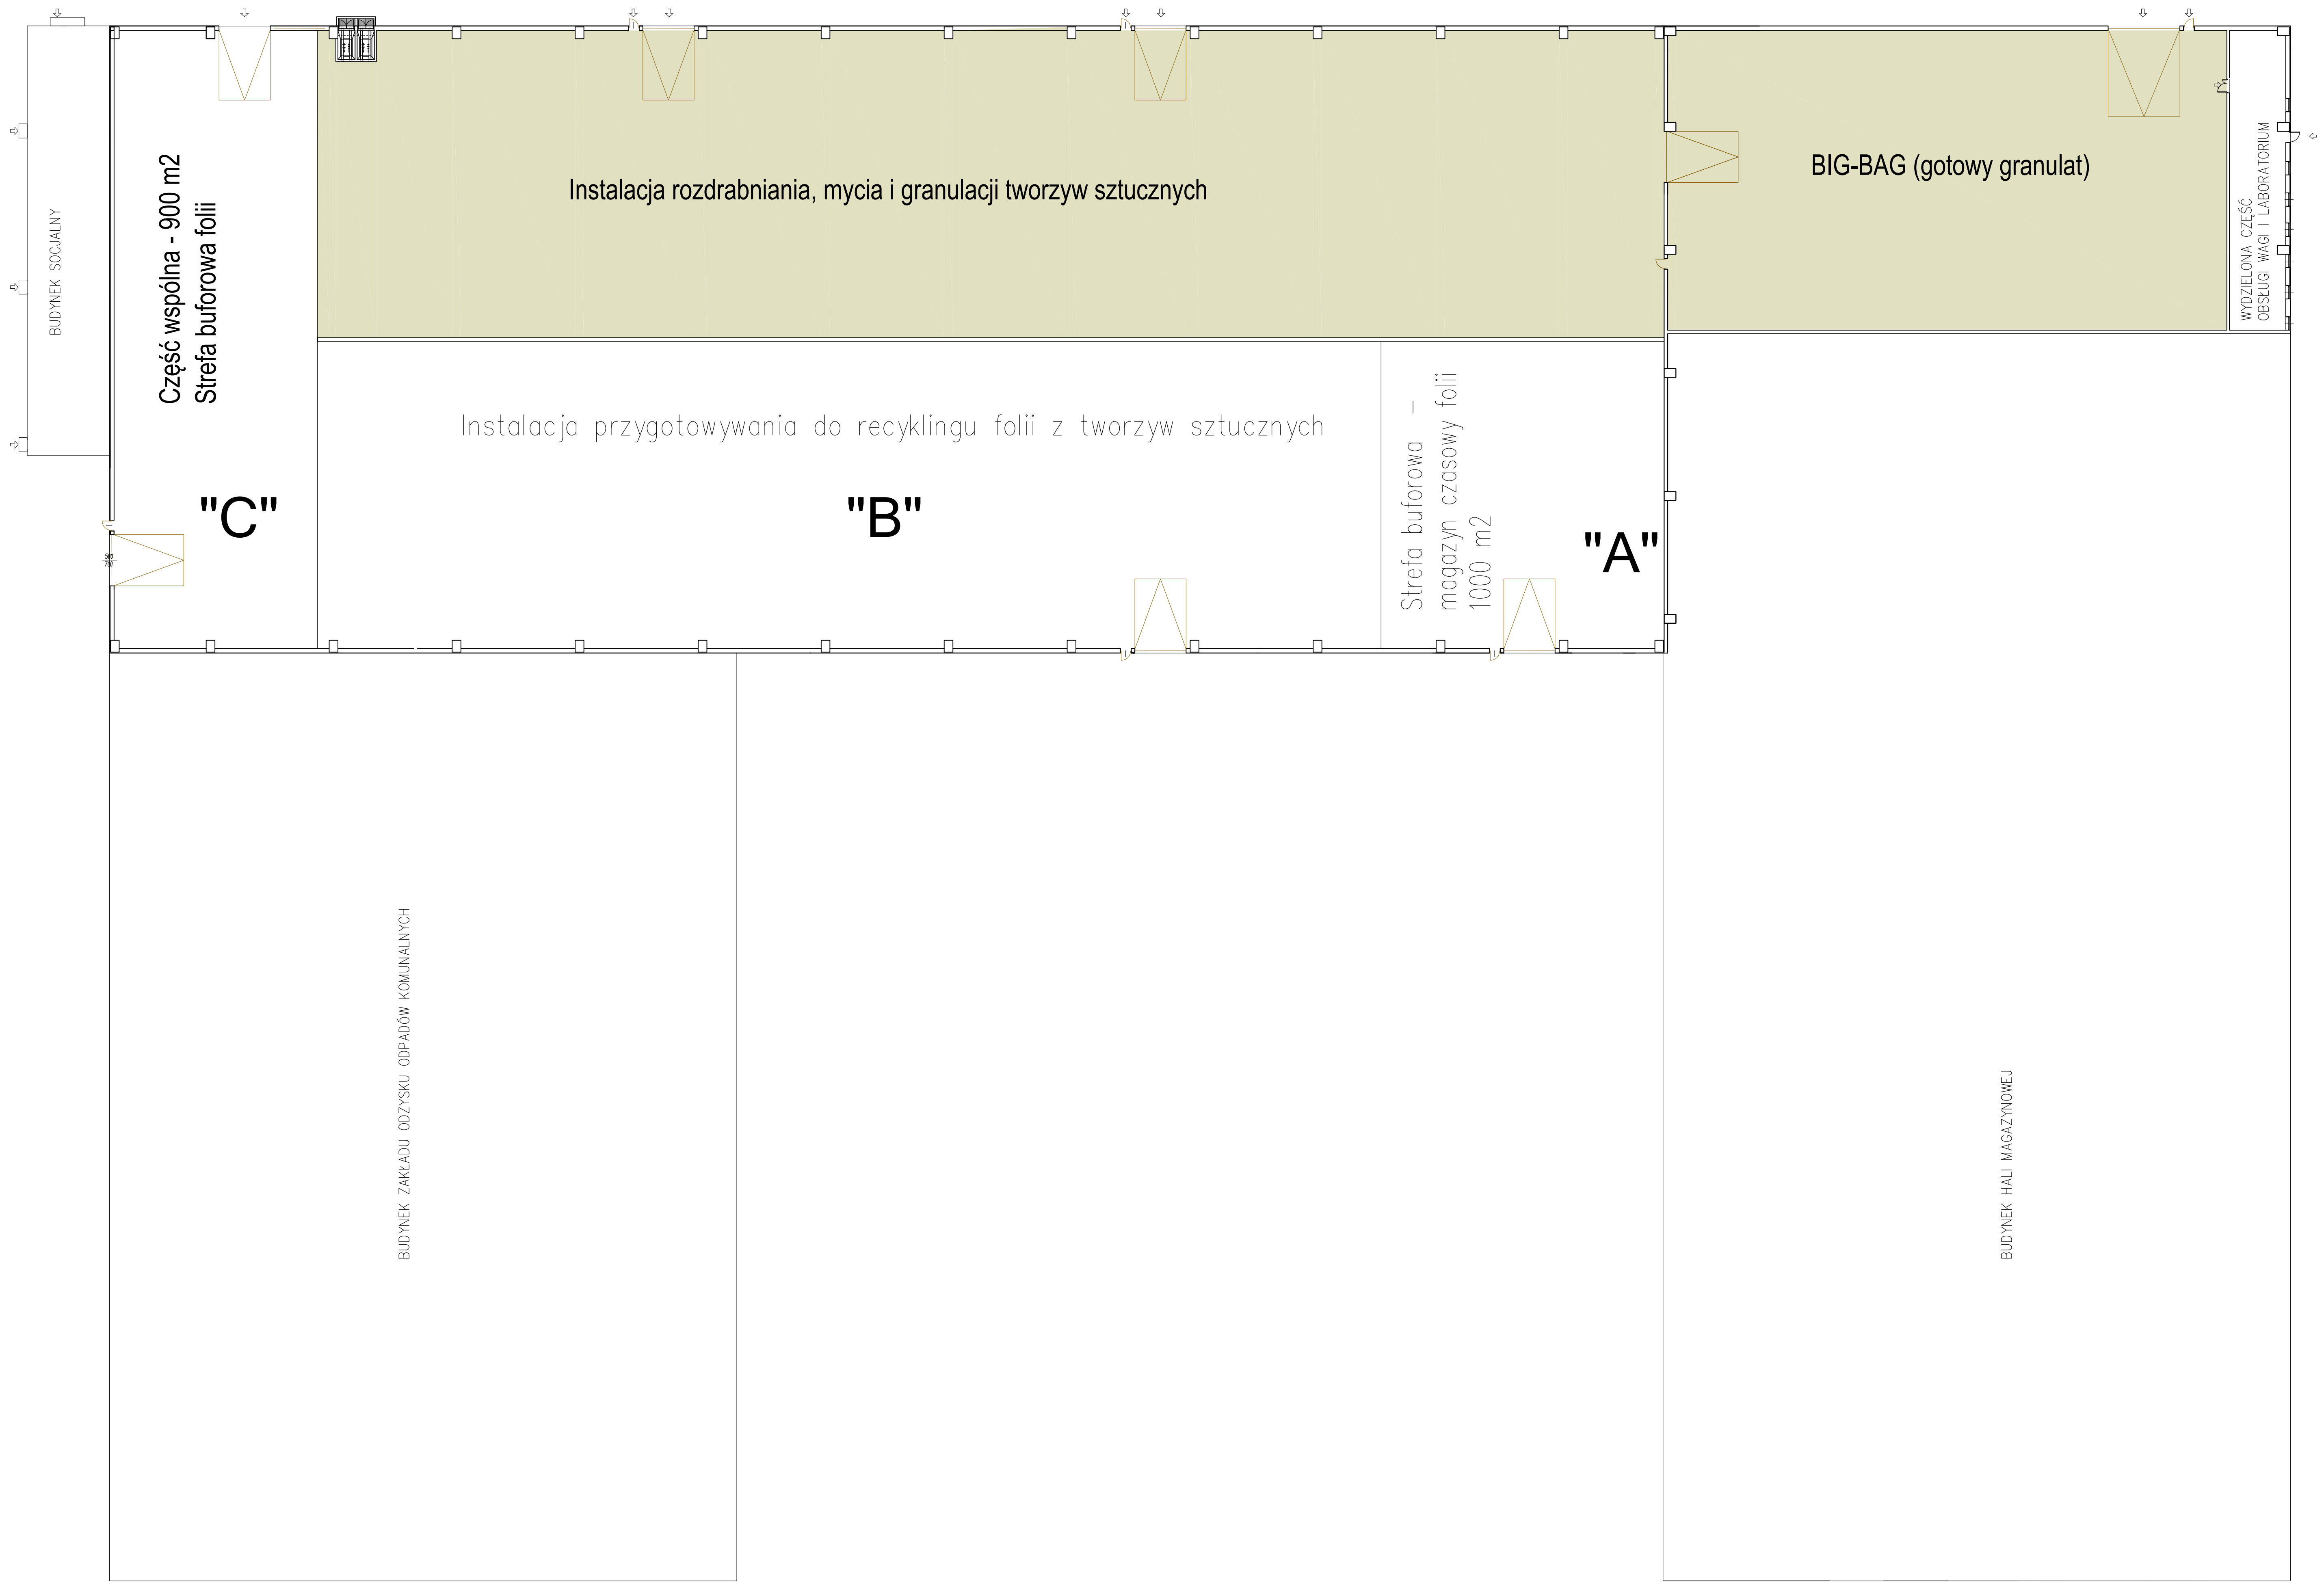 BUDYNEK SOCJALNY
Część wspólna - 900 m2
Strefa buforowa folii
"C"
Instalacja rozdrabniania, mycia i granulacji tworzyw sztucznych
BIG-BAG (gotowy granulat)
WYDZIELONA CZĘŚĆ
OBSŁUGI WAGI I LABORATORIUM
Instalacja przygotowywania do recyklingu folii z tworzyw sztucznych
"B"
Strefa buforowa –
magazyn czasowy folii
1000 m2
"A"
BUDYNEK ZAKŁADU ODZYSKU ODPADÓW KOMUNALNYCH
BUDYNEK HALI MAGAZYNOWEJ